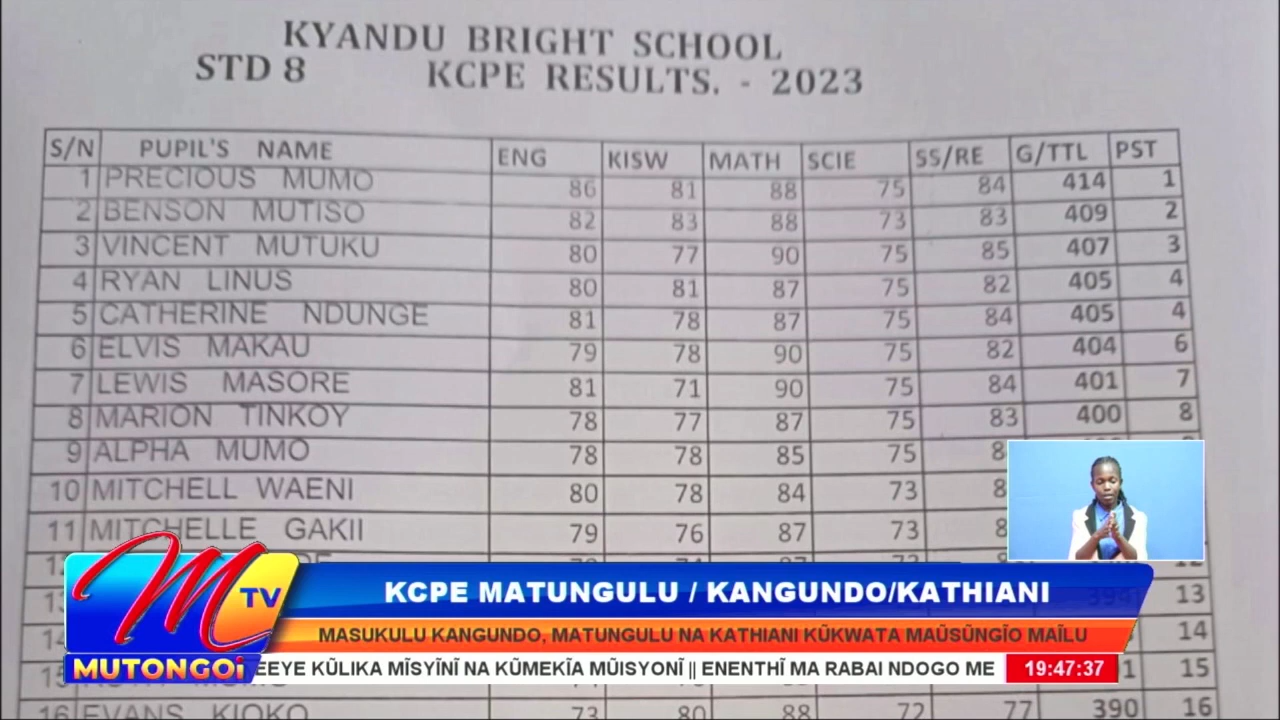 KYANDU BRIGHT SCHOOL
STD 8 KCPE RESULTS. - 2023
S/N PUPIL'S NAME ENG KISW MATH SCIE SS/RE G/TTL PST
1 PRECIOUS MUMO 86 81 88 75 84 414 1
2 BENSON MUTISO 82 83 88 73 83 409 2
3 VINCENT MUTUKU 80 77 90 75 85 407 3
4 RYAN LINUS 80 81 87 75 82 405 4
5 CATHERINE NDUNGE 81 78 87 75 84 405 4
6 ELVIS MAKAU 79 78 90 75 82 404 6
7 LEWIS MASORE 81 71 90 75 84 401 7
8 MARION TINKOY 78 77 87 75 83 400 8
9 ALPHA MUMO 78 78 85 75
10 MITCHELL WAENI 80 78 84 73
11 MITCHELLE GAKII 79 76 87 73
KCPE MATUNGULU / KANGUNDO/KATHIANI
13
MASUKULU KANGUNDO, MATUNGULU NA KATHIANI KŨKWATA MAŨSŨNGĨO MAĨLU
14
M TV
MUTONGOi
EEYE KŨLIKA MĨSYĨNĨ NA KŨMEKĨA MŨISYONĨ || ENENTHĨ MA RABAI NDOGO ME 19:47:37
15
16 EVANS KIOKO 73 80 88 72 77 390 16